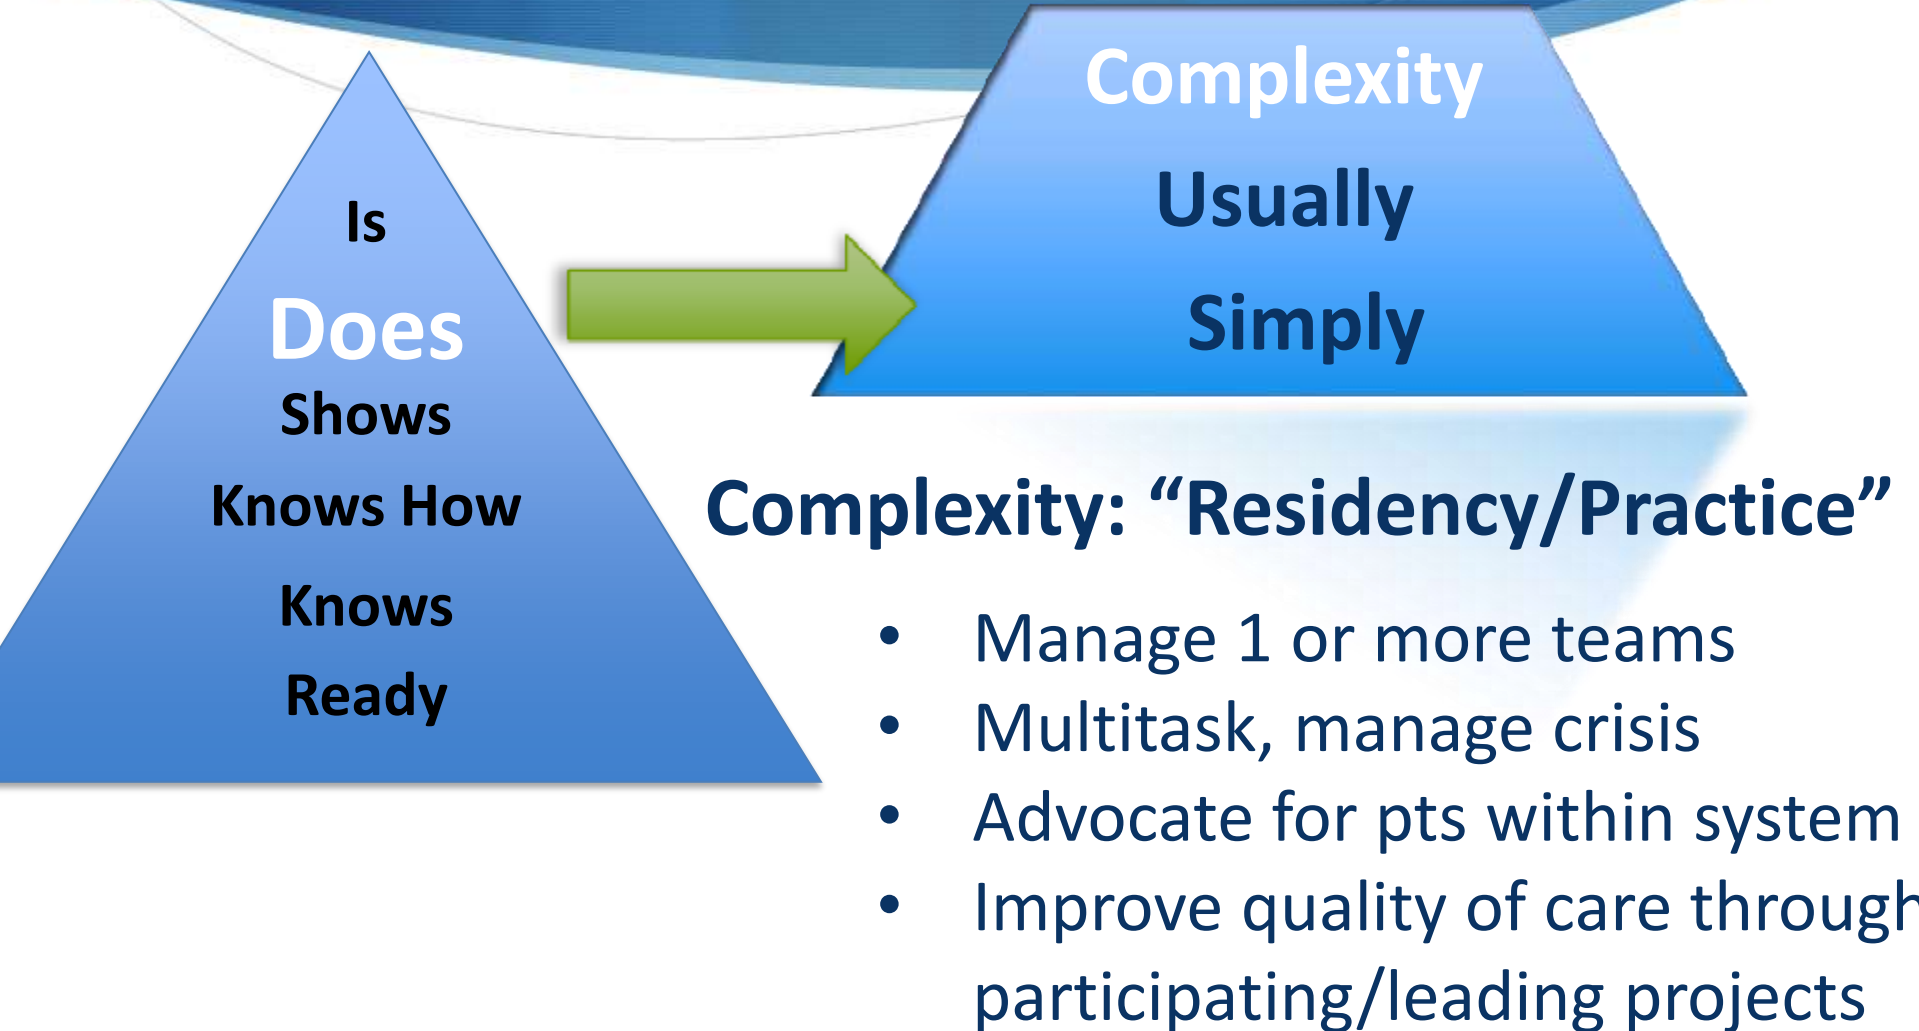 Is
Does
Shows
Knows How
Knows
Ready
Complexity
Usually
Simply
Complexity: “Residency/Practice”
• Manage 1 or more teams
• Multitask, manage crisis
• Advocate for pts within system
• Improve quality of care through
participating/leading projects